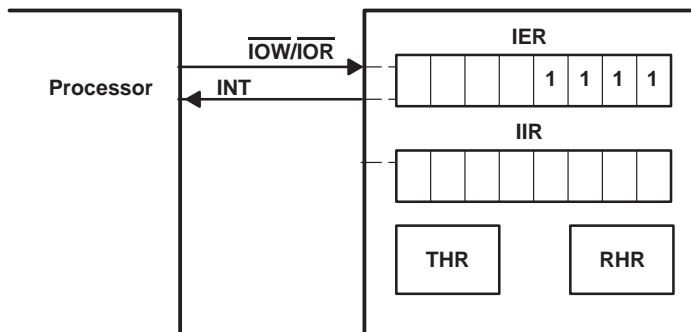 IOW/IOR
IER
Processor
INT
1 1 1 1
IIR
THR
RHR